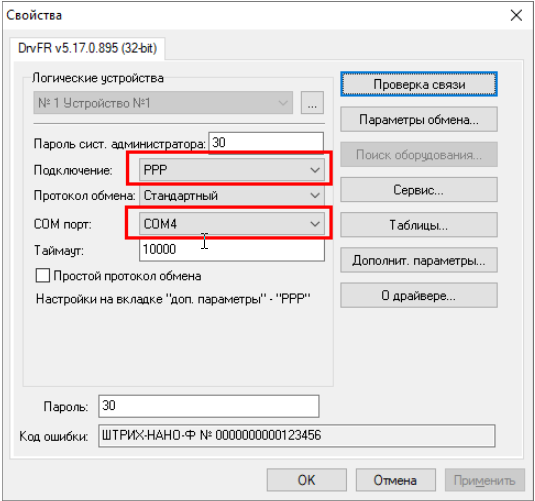 Свойства
DrvFR v5.17.0.895 (32-bit)
Логические устройства
№ 1 Устройство №1
...
Пароль сист. администратора: 30
Подключение: PPP
Протокол обмена: Стандартный
COM порт: COM4
Таймаут: 10000
Простой протокол обмена
Настройки на вкладке "доп. параметры" - "PPP"
Проверка связи
Параметры обмена...
Поиск оборудования...
Сервис...
Таблицы...
Дополнит. параметры...
О драйвере...
Пароль: 30
Код ошибки: ШТРИХ-НАНО-Ф № 0000000000123456
OK Отмена Применить